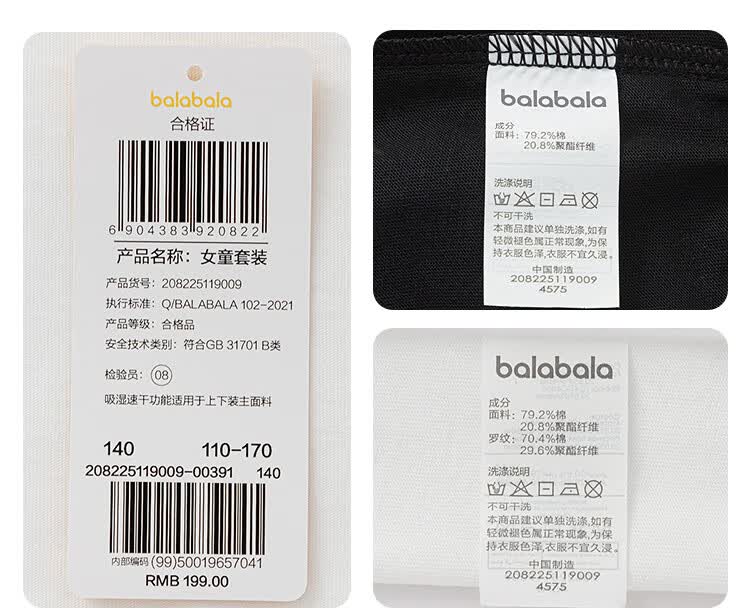 balabala
合格证
6 904383 920822
产品名称：女童套装
产品货号：208225119009
执行标准：Q/BALABALA 102-2021
产品等级：合格品
安全技术类别：符合GB 31701 B类
检验员：08
吸湿速干功能适用于上下装主面料
140 110-170
208225119009-00391 140
内部编码 (99)50019657041
RMB 199.00
balabala
成分
面料：79.2%棉
20.8%聚酯纤维
洗涤说明
不可干洗
本商品建议单独洗涤,如有
轻微褪色属正常现象,为保
持衣服色泽,衣服不宜久浸。
中国制造
208225119009
4575
balabala
成分
面料：79.2%棉
20.8%聚酯纤维
罗纹：70.4%棉
29.6%聚酯纤维
洗涤说明
不可干洗
本商品建议单独洗涤,如有
轻微褪色属正常现象,为保
持衣服色泽,衣服不宜久浸。
中国制造
208225119009
4575